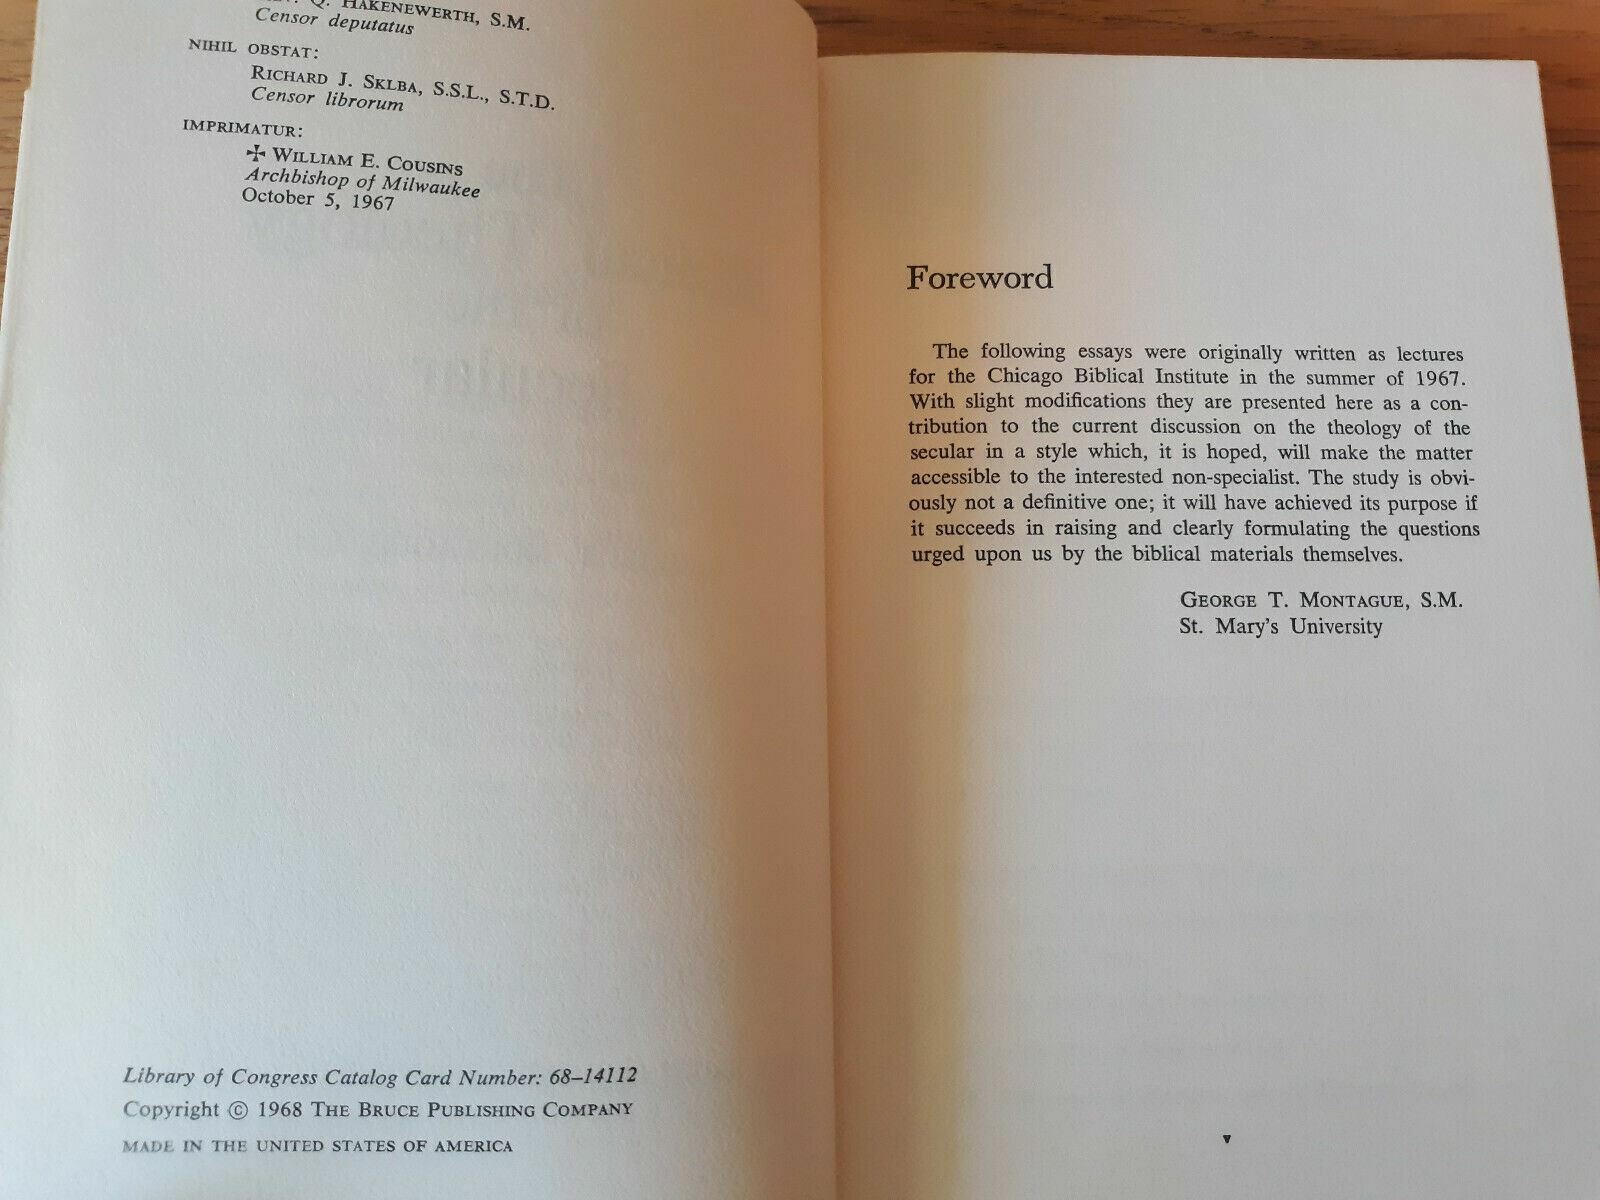 Q. HAKENEWERTH, S.M.
Censor deputatus
NIHIL OBSTAT:
RICHARD J. SKLBA, S.S.L., S.T.D.
Censor librorum
IMPRIMATUR:
✠ WILLIAM E. COUSINS
Archbishop of Milwaukee
October 5, 1967
Library of Congress Catalog Card Number: 68–14112
Copyright © 1968 THE BRUCE PUBLISHING COMPANY
MADE IN THE UNITED STATES OF AMERICA
Foreword
The following essays were originally written as lectures
for the Chicago Biblical Institute in the summer of 1967.
With slight modifications they are presented here as a con-
tribution to the current discussion on the theology of the
secular in a style which, it is hoped, will make the matter
accessible to the interested non-specialist. The study is obvi-
ously not a definitive one; it will have achieved its purpose if
it succeeds in raising and clearly formulating the questions
urged upon us by the biblical materials themselves.
GEORGE T. MONTAGUE, S.M.
St. Mary's University
v